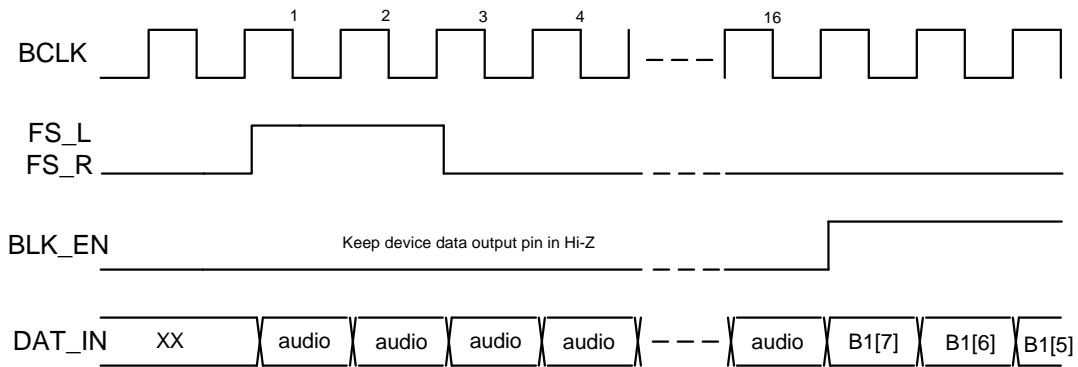 1 2 3 4 16
BCLK
FS_L
FS_R
BLK_EN Keep device data output pin in Hi-Z
DAT_IN XX audio audio audio audio audio B1[7] B1[6] B1[5]